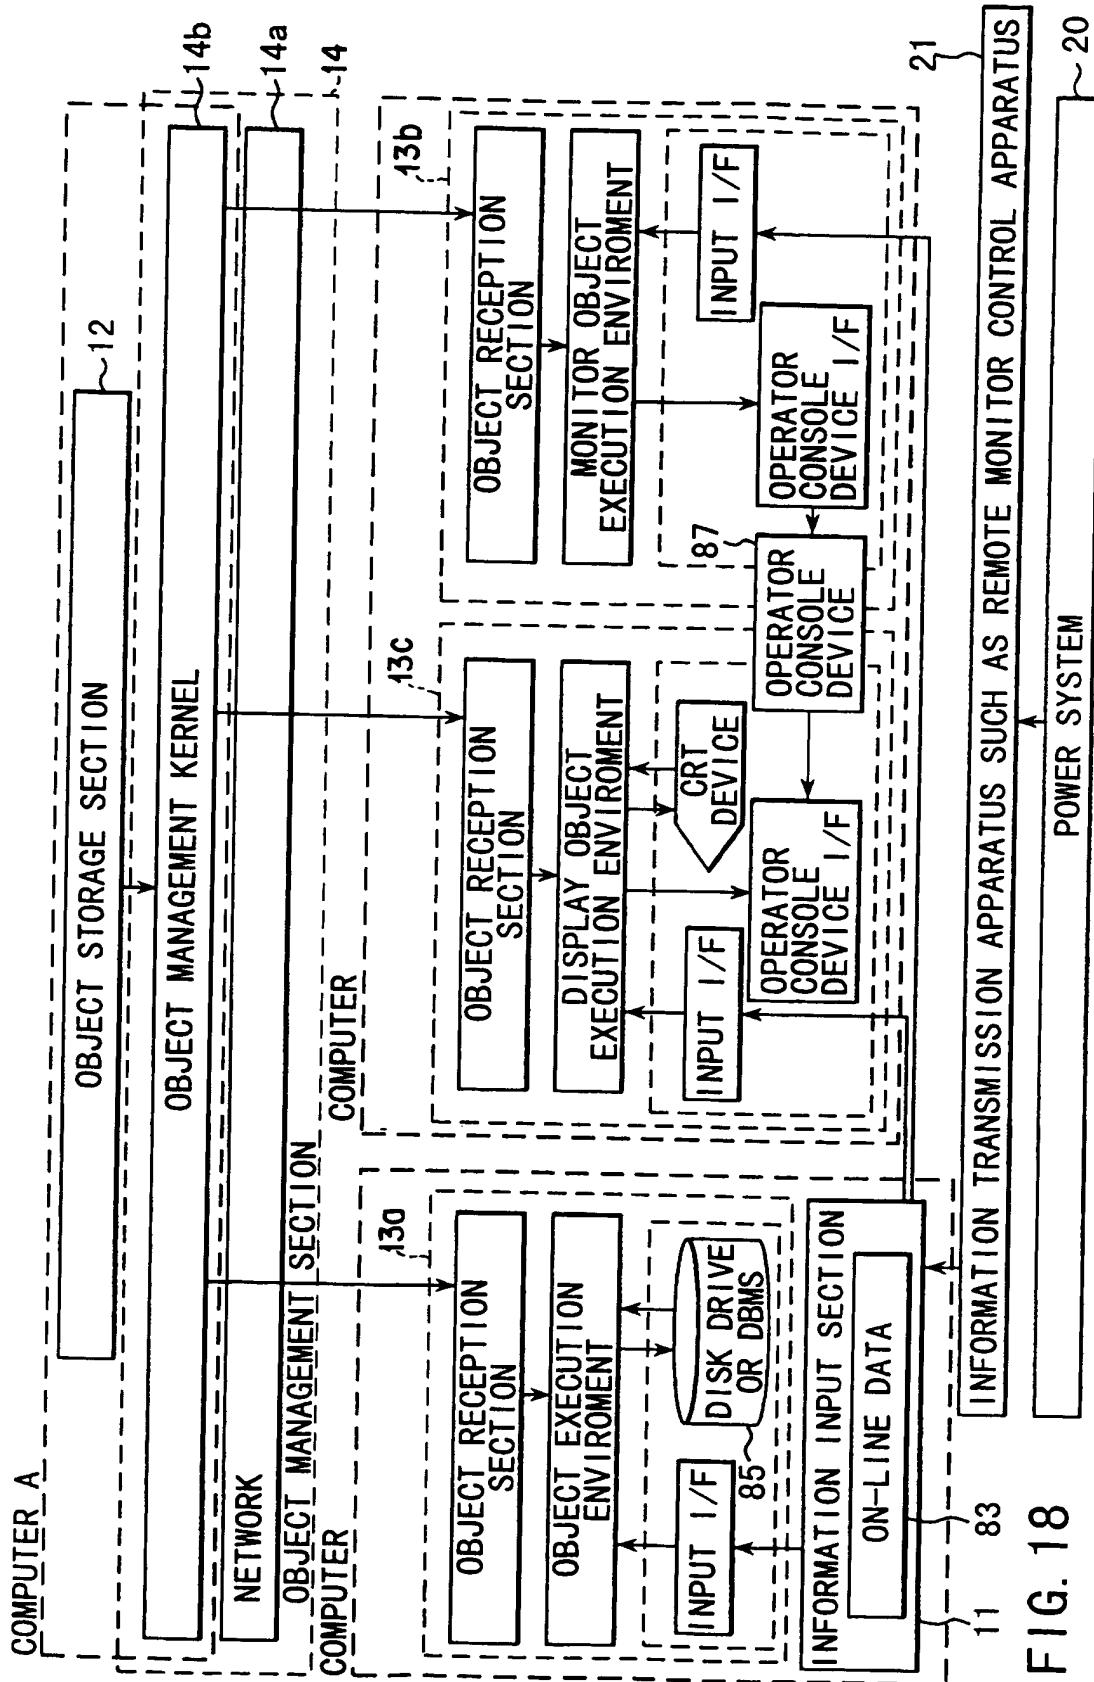 COMPUTER A
OBJECT STORAGE SECTION
12
OBJECT MANAGEMENT KERNEL
14b
NETWORK
14a
OBJECT MANAGEMENT SECTION
14
COMPUTER
13a
OBJECT RECEPTION
SECTION
OBJECT EXECUTION
ENVIROMENT
INPUT I/F
DISK DRIVE
OR DBMS
85
INFORMATION INPUT SECTION
ON-LINE DATA
11
83
COMPUTER
13c
OBJECT RECEPTION
SECTION
DISPLAY OBJECT
EXECUTION ENVIROMENT
INPUT I/F
CRT
DEVICE
OPERATOR
CONSOLE
DEVICE I/F
87
OPERATOR
CONSOLE
DEVICE
13b
OBJECT RECEPTION
SECTION
MONITOR OBJECT
EXECUTION ENVIROMENT
INPUT I/F
OPERATOR
CONSOLE
DEVICE I/F
21
INFORMATION TRANSMISSION APPARATUS SUCH AS REMOTE MONITOR CONTROL APPARATUS
POWER SYSTEM
20
FIG. 18